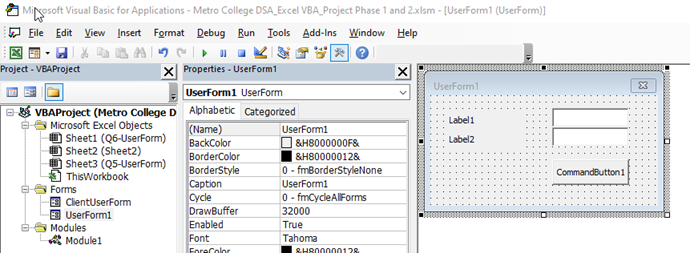 Microsoft Visual Basic for Applications - Metro College DSA_Excel VBA_Project Phase 1 and 2.xlsm - [UserForm1 (UserForm)]
File Edit View Insert Format Debug Run Tools Add-Ins Window Help
Project - VBAProject
VBAProject (Metro College D
Microsoft Excel Objects
Sheet1 (Q6-UserForm)
Sheet2 (Sheet2)
Sheet3 (Q5-UserForm)
ThisWorkbook
Forms
ClientUserForm
UserForm1
Modules
Module1
Properties - UserForm1
UserForm1 UserForm
Alphabetic Categorized
(Name) UserForm1
BackColor &H8000000F&
BorderColor &H80000012&
BorderStyle 0 - fmBorderStyleNone
Caption UserForm1
Cycle 0 - fmCycleAllForms
DrawBuffer 32000
Enabled True
Font Tahoma
ForeColor &H80000012&
UserForm1
Label1
Label2
CommandButton1